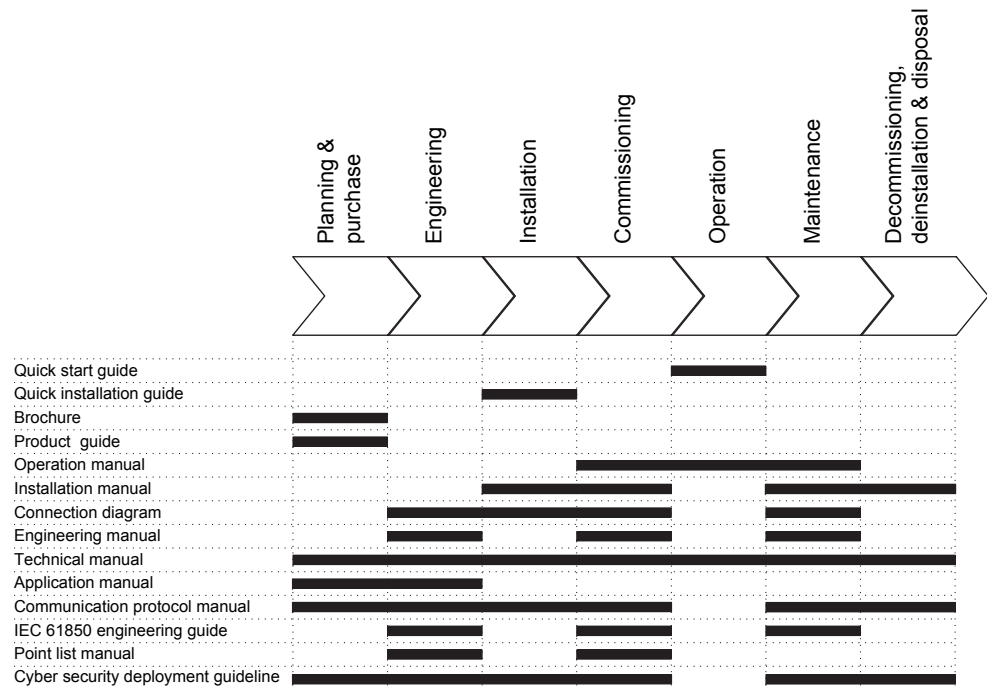 Planning &
purchase
Engineering
Installation
Commissioning
Operation
Maintenance
Decommissioning,
deinstallation & disposal
Quick start guide
Quick installation guide
Brochure
Product guide
Operation manual
Installation manual
Connection diagram
Engineering manual
Technical manual
Application manual
Communication protocol manual
IEC 61850 engineering guide
Point list manual
Cyber security deployment guideline